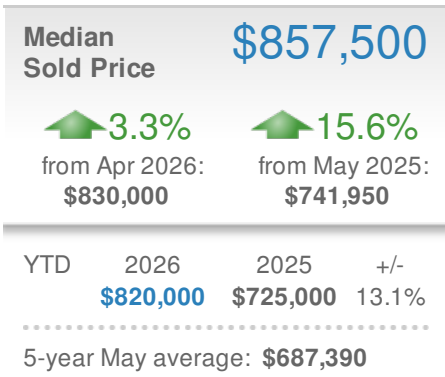 Median
Sold Price
$857,500
3.3%
from Apr 2026:
$830,000
15.6%
from May 2025:
$741,950
YTD 2026 2025 +/-
$820,000 $725,000 13.1%
5-year May average: $687,390